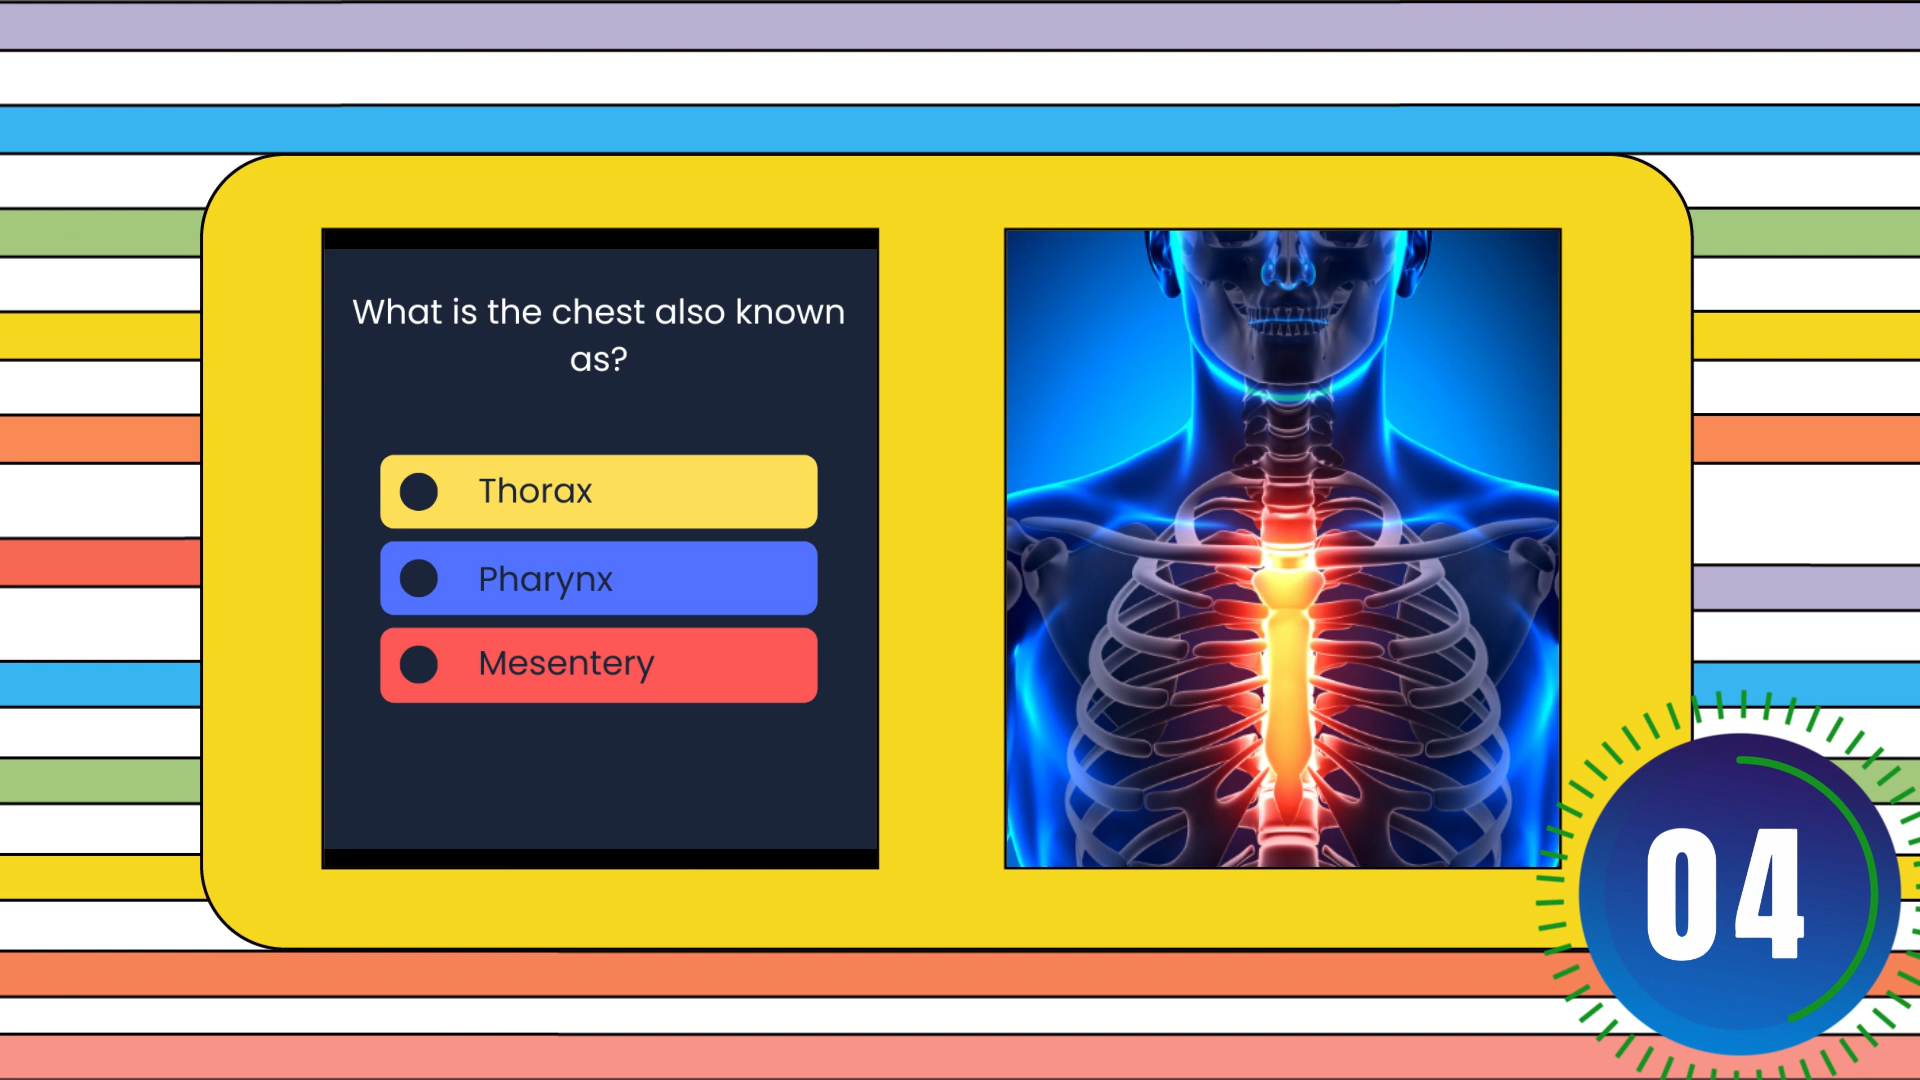 What is the chest also known
as?
Thorax
Pharynx
Mesentery
04